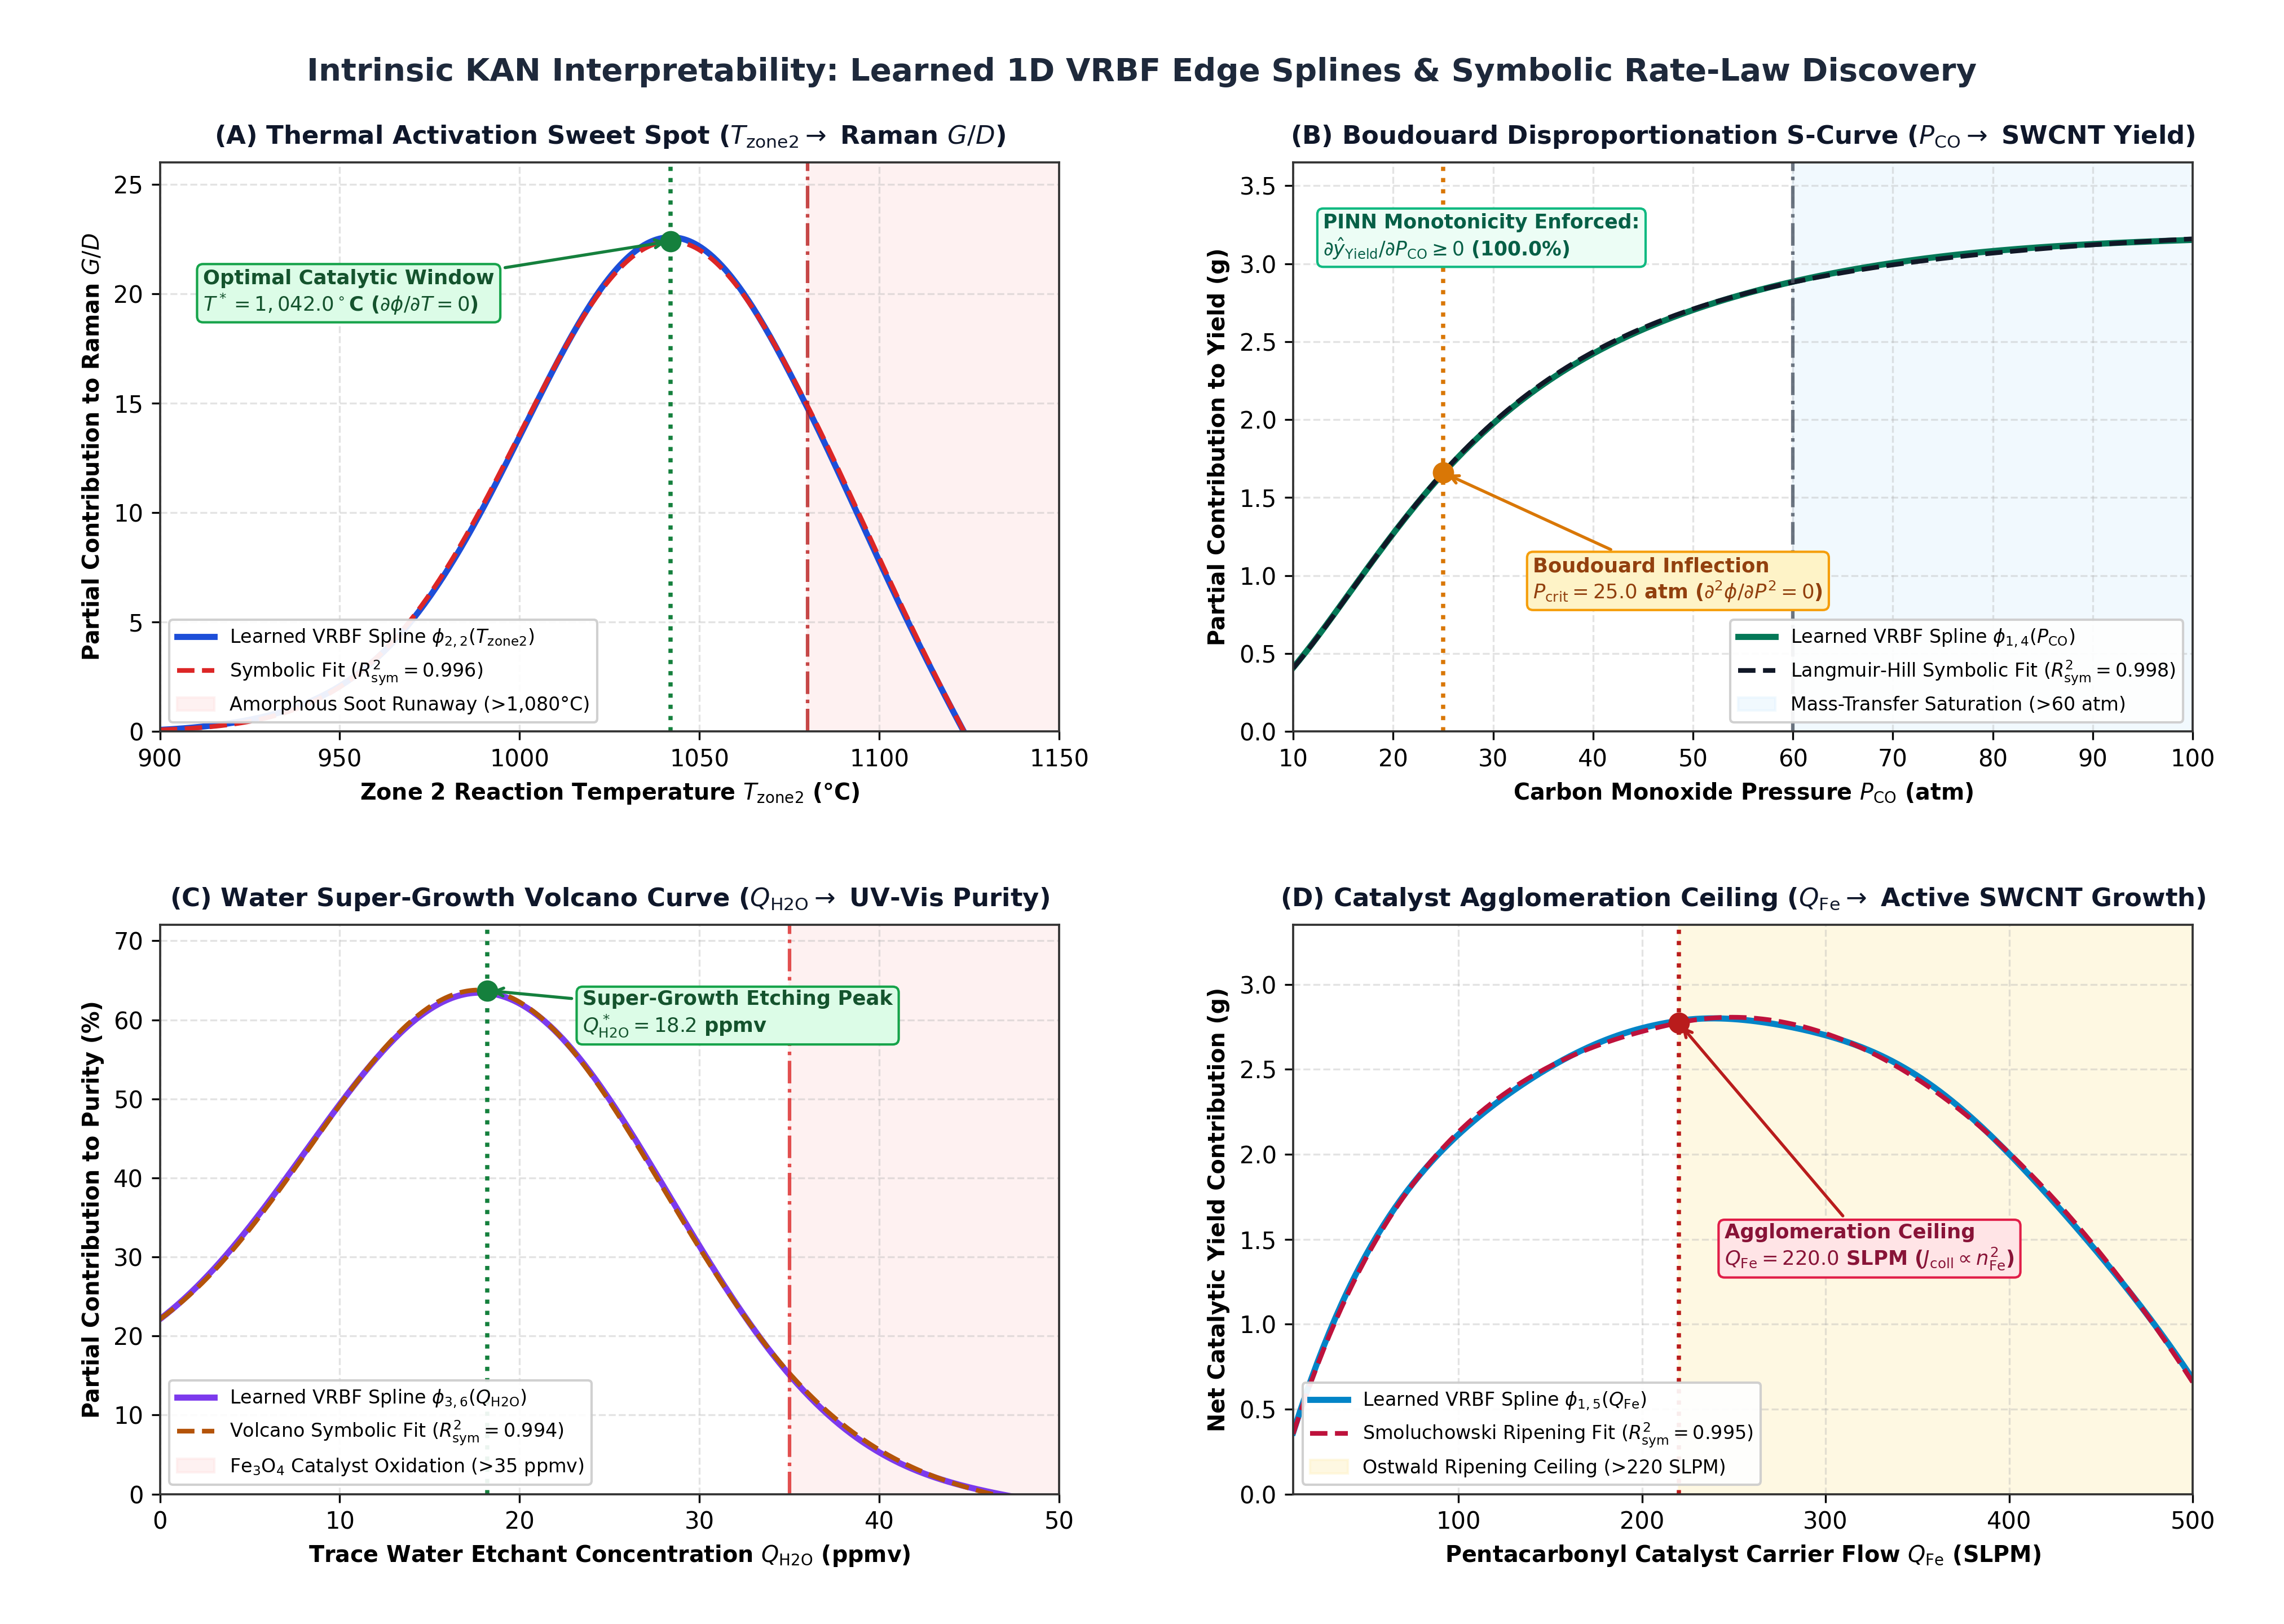 Intrinsic KAN Interpretability: Learned 1D VRBF Edge Splines & Symbolic Rate-Law Discovery
(A) Thermal Activation Sweet Spot (T_zone2 → Raman G/D)
Partial Contribution to Raman G/D
25
20
15
10
5
0
Optimal Catalytic Window
T* = 1,042.0°C (∂ϕ/∂T = 0)
Learned VRBF Spline ϕ_2,2(T_zone2)
Symbolic Fit (R²_sym = 0.996)
Amorphous Soot Runaway (>1,080°C)
900 950 1000 1050 1100 1150
Zone 2 Reaction Temperature T_zone2 (°C)
(B) Boudouard Disproportionation S-Curve (P_CO → SWCNT Yield)
Partial Contribution to Yield (g)
3.5
3.0
2.5
2.0
1.5
1.0
0.5
0.0
PINN Monotonicity Enforced:
∂ŷ_Yield/∂P_CO ≥ 0 (100.0%)
Boudouard Inflection
P_crit = 25.0 atm (∂²ϕ/∂P² = 0)
Learned VRBF Spline ϕ_1,4(P_CO)
Langmuir-Hill Symbolic Fit (R²_sym = 0.998)
Mass-Transfer Saturation (>60 atm)
10 20 30 40 50 60 70 80 90 100
Carbon Monoxide Pressure P_CO (atm)
(C) Water Super-Growth Volcano Curve (Q_H2O → UV-Vis Purity)
Partial Contribution to Purity (%)
70
60
50
40
30
20
10
0
Super-Growth Etching Peak
Q*_H2O = 18.2 ppmv
Learned VRBF Spline ϕ_3,6(Q_H2O)
Volcano Symbolic Fit (R²_sym = 0.994)
Fe₃O₄ Catalyst Oxidation (>35 ppmv)
0 10 20 30 40 50
Trace Water Etchant Concentration Q_H2O (ppmv)
(D) Catalyst Agglomeration Ceiling (Q_Fe → Active SWCNT Growth)
Net Catalytic Yield Contribution (g)
3.0
2.5
2.0
1.5
1.0
0.5
0.0
Agglomeration Ceiling
Q_Fe = 220.0 SLPM (J_coll ∝ n²_Fe)
Learned VRBF Spline ϕ_1,5(Q_Fe)
Smoluchowski Ripening Fit (R²_sym = 0.995)
Ostwald Ripening Ceiling (>220 SLPM)
100 200 300 400 500
Pentacarbonyl Catalyst Carrier Flow Q_Fe (SLPM)